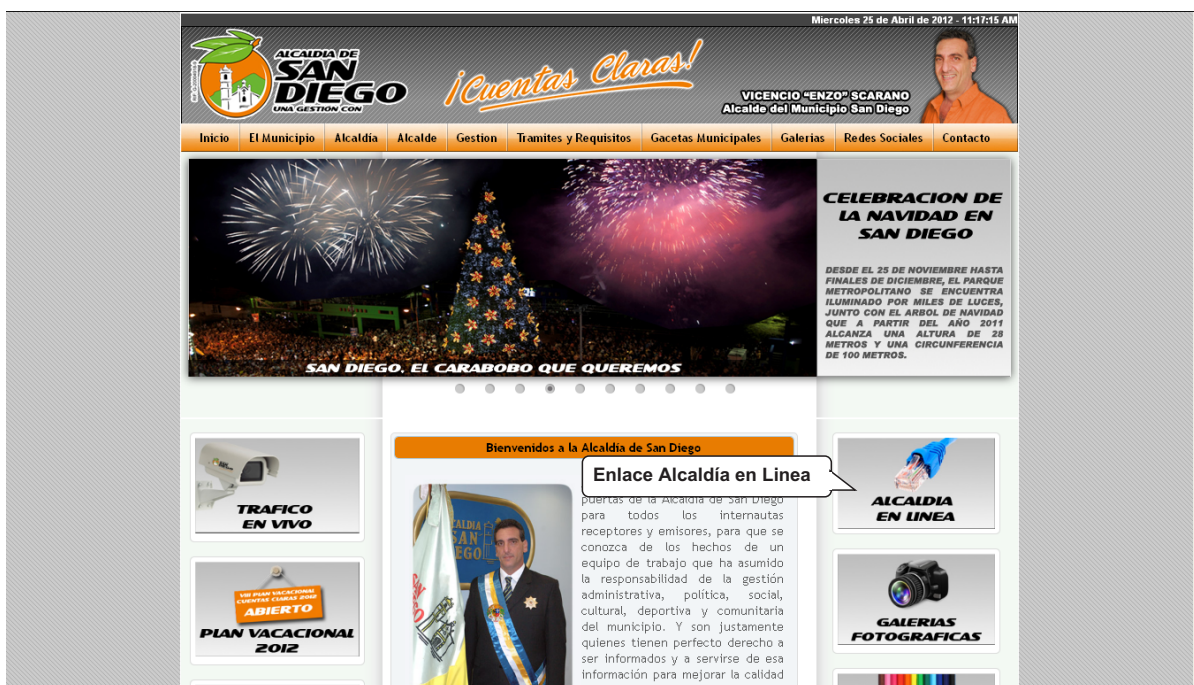 Miercoles 25 de Abril de 2012 - 11:17:15 AM
ALCALDIA DE
SAN
DIEGO
UNA GESTION CON
¡Cuentas Claras!
VICENCIO "ENZO" SCARANO
Alcalde del Municipio San Diego
Inicio El Municipio Alcaldía Alcalde Gestion Tramites y Requisitos Gacetas Municipales Galerias Redes Sociales Contacto
CELEBRACION DE
LA NAVIDAD EN
SAN DIEGO
DESDE EL 25 DE NOVIEMBRE HASTA
FINALES DE DICIEMBRE, EL PARQUE
METROPOLITANO SE ENCUENTRA
ILUMINADO POR MILES DE LUCES,
JUNTO CON EL ARBOL DE NAVIDAD
QUE A PARTIR DEL AÑO 2011
ALCANZA UNA ALTURA DE 28
METROS Y UNA CIRCUNFERENCIA
DE 100 METROS.
SAN DIEGO, EL CARABOBO QUE QUEREMOS
TRAFICO
EN VIVO
VIII PLAN VACACIONAL
CUENTAS CLARAS 2012
ABIERTO
PLAN VACACIONAL
2012
Bienvenidos a la Alcaldía de San Diego
Enlace Alcaldía en Linea
puertas de la Alcaldía de San Diego
para todos los internautas
receptores y emisores, para que se
conozca de los hechos de un
equipo de trabajo que ha asumido
la responsabilidad de la gestión
administrativa, política, social,
cultural, deportiva y comunitaria
del municipio. Y son justamente
quienes tienen perfecto derecho a
ser informados y a servirse de esa
información para mejorar la calidad
ALCALDIA
EN LINEA
GALERIAS
FOTOGRAFICAS